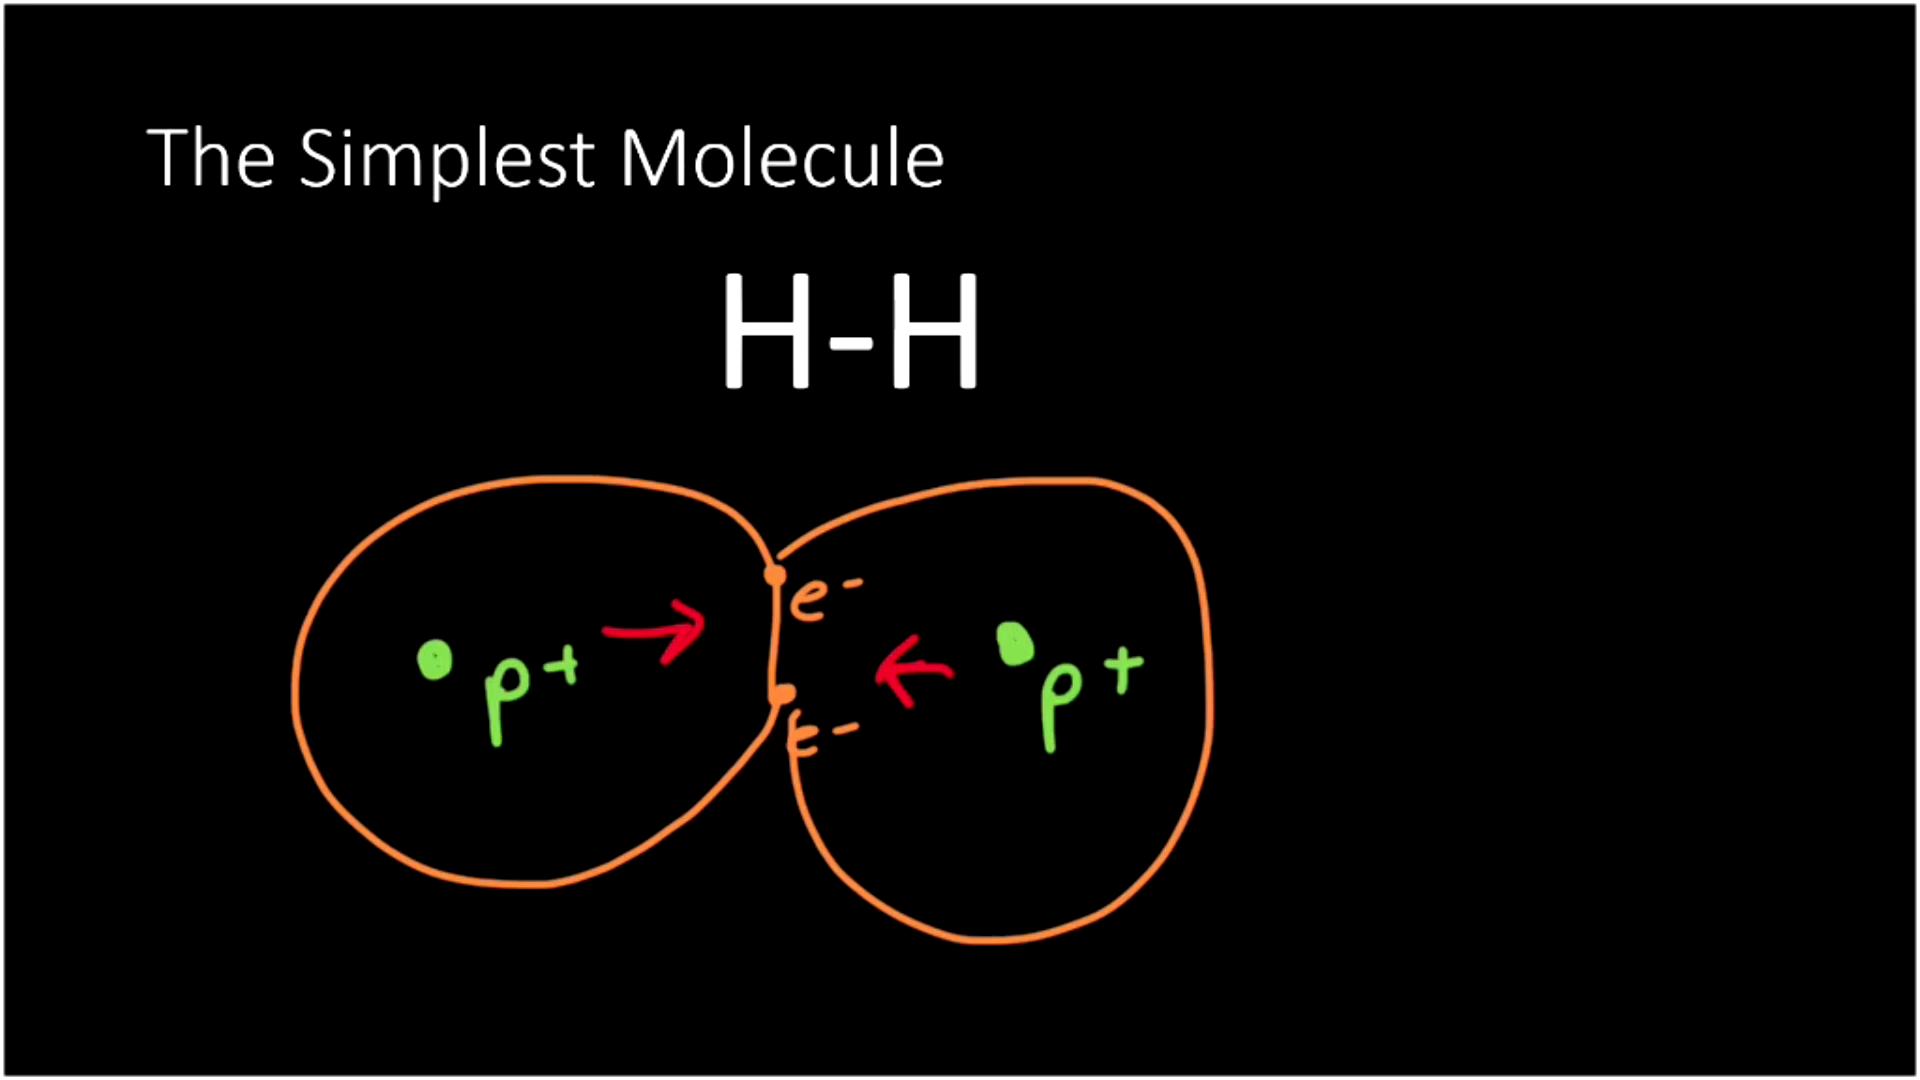 The Simplest Molecule
H-H
e-
p+ p+
e-